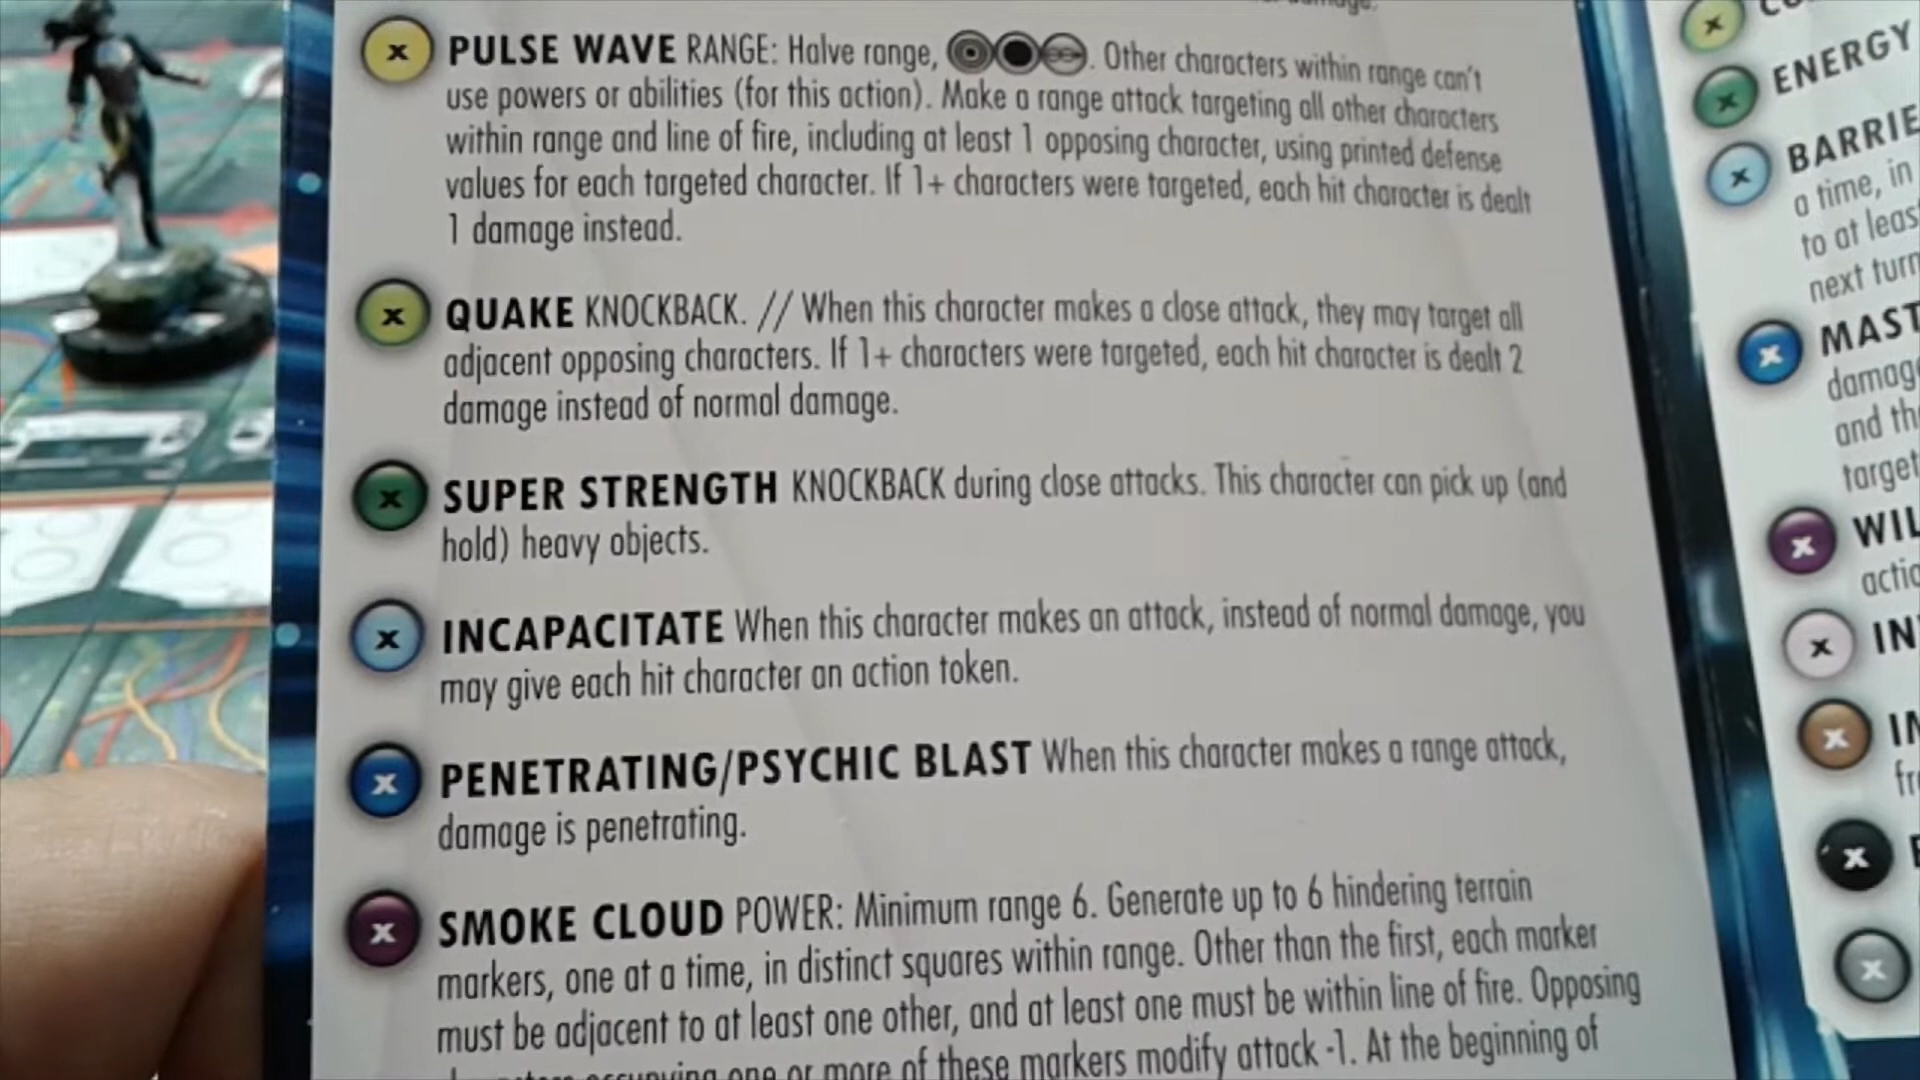 PULSE WAVE RANGE: Halve range, . Other characters within range can't
use powers or abilities (for this action). Make a range attack targeting all other characters
within range and line of fire, including at least 1 opposing character, using printed defense
values for each targeted character. If 1+ characters were targeted, each hit character is dealt
1 damage instead.
QUAKE KNOCKBACK. // When this character makes a close attack, they may target all
adjacent opposing characters. If 1+ characters were targeted, each hit character is dealt 2
damage instead of normal damage.
SUPER STRENGTH KNOCKBACK during close attacks. This character can pick up (and
hold) heavy objects.
INCAPACITATE When this character makes an attack, instead of normal damage, you
may give each hit character an action token.
PENETRATING/PSYCHIC BLAST When this character makes a range attack,
damage is penetrating.
SMOKE CLOUD POWER: Minimum range 6. Generate up to 6 hindering terrain
markers, one at a time, in distinct squares within range. Other than the first, each marker
must be adjacent to at least one other, and at least one must be within line of fire. Opposing
one or more of these markers modify attack -1. At the beginning of
ENERGY
BARRIE
a time, in
to at leas
next turn
MAST
damag
and th
target
WIL
actio
IN